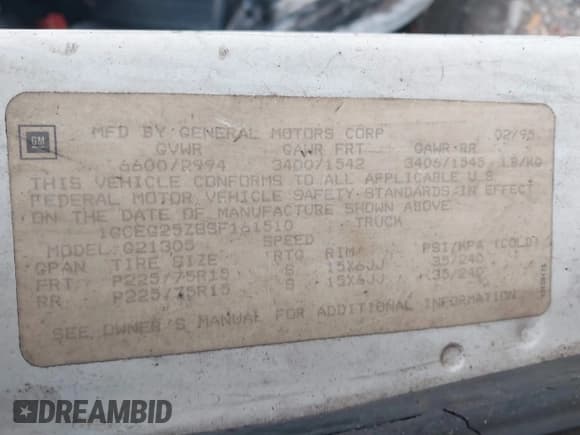 GM
MFD BY GENERAL MOTORS CORP 02/95
GVWR GAWR FRT GAWR RR
6600/2994 3400/1542 3406/1545 LB/KG
THIS VEHICLE CONFORMS TO ALL APPLICABLE U.S
FEDERAL MOTOR VEHICLE SAFETY STANDARDS IN EFFECT
ON THE DATE OF MANUFACTURE SHOWN ABOVE
1GCEG25Z8SF161510 TRUCK
MODEL: G21305
GPAN TIRE SIZE SPEED RTG RIM PSI/KPA (COLD)
FRT P225/75R15 S 15X6JJ 35/240
RR P225/75R15 S 15X6JJ 35/240
SEE OWNER'S MANUAL FOR ADDITIONAL INFORMATION
DREAMBID